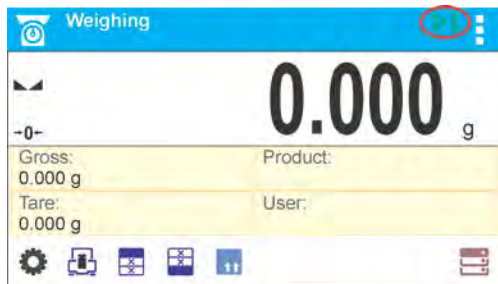 Weighing
0.000 g
→0←
Gross: Product:
0.000 g
Tare: User:
0.000 g